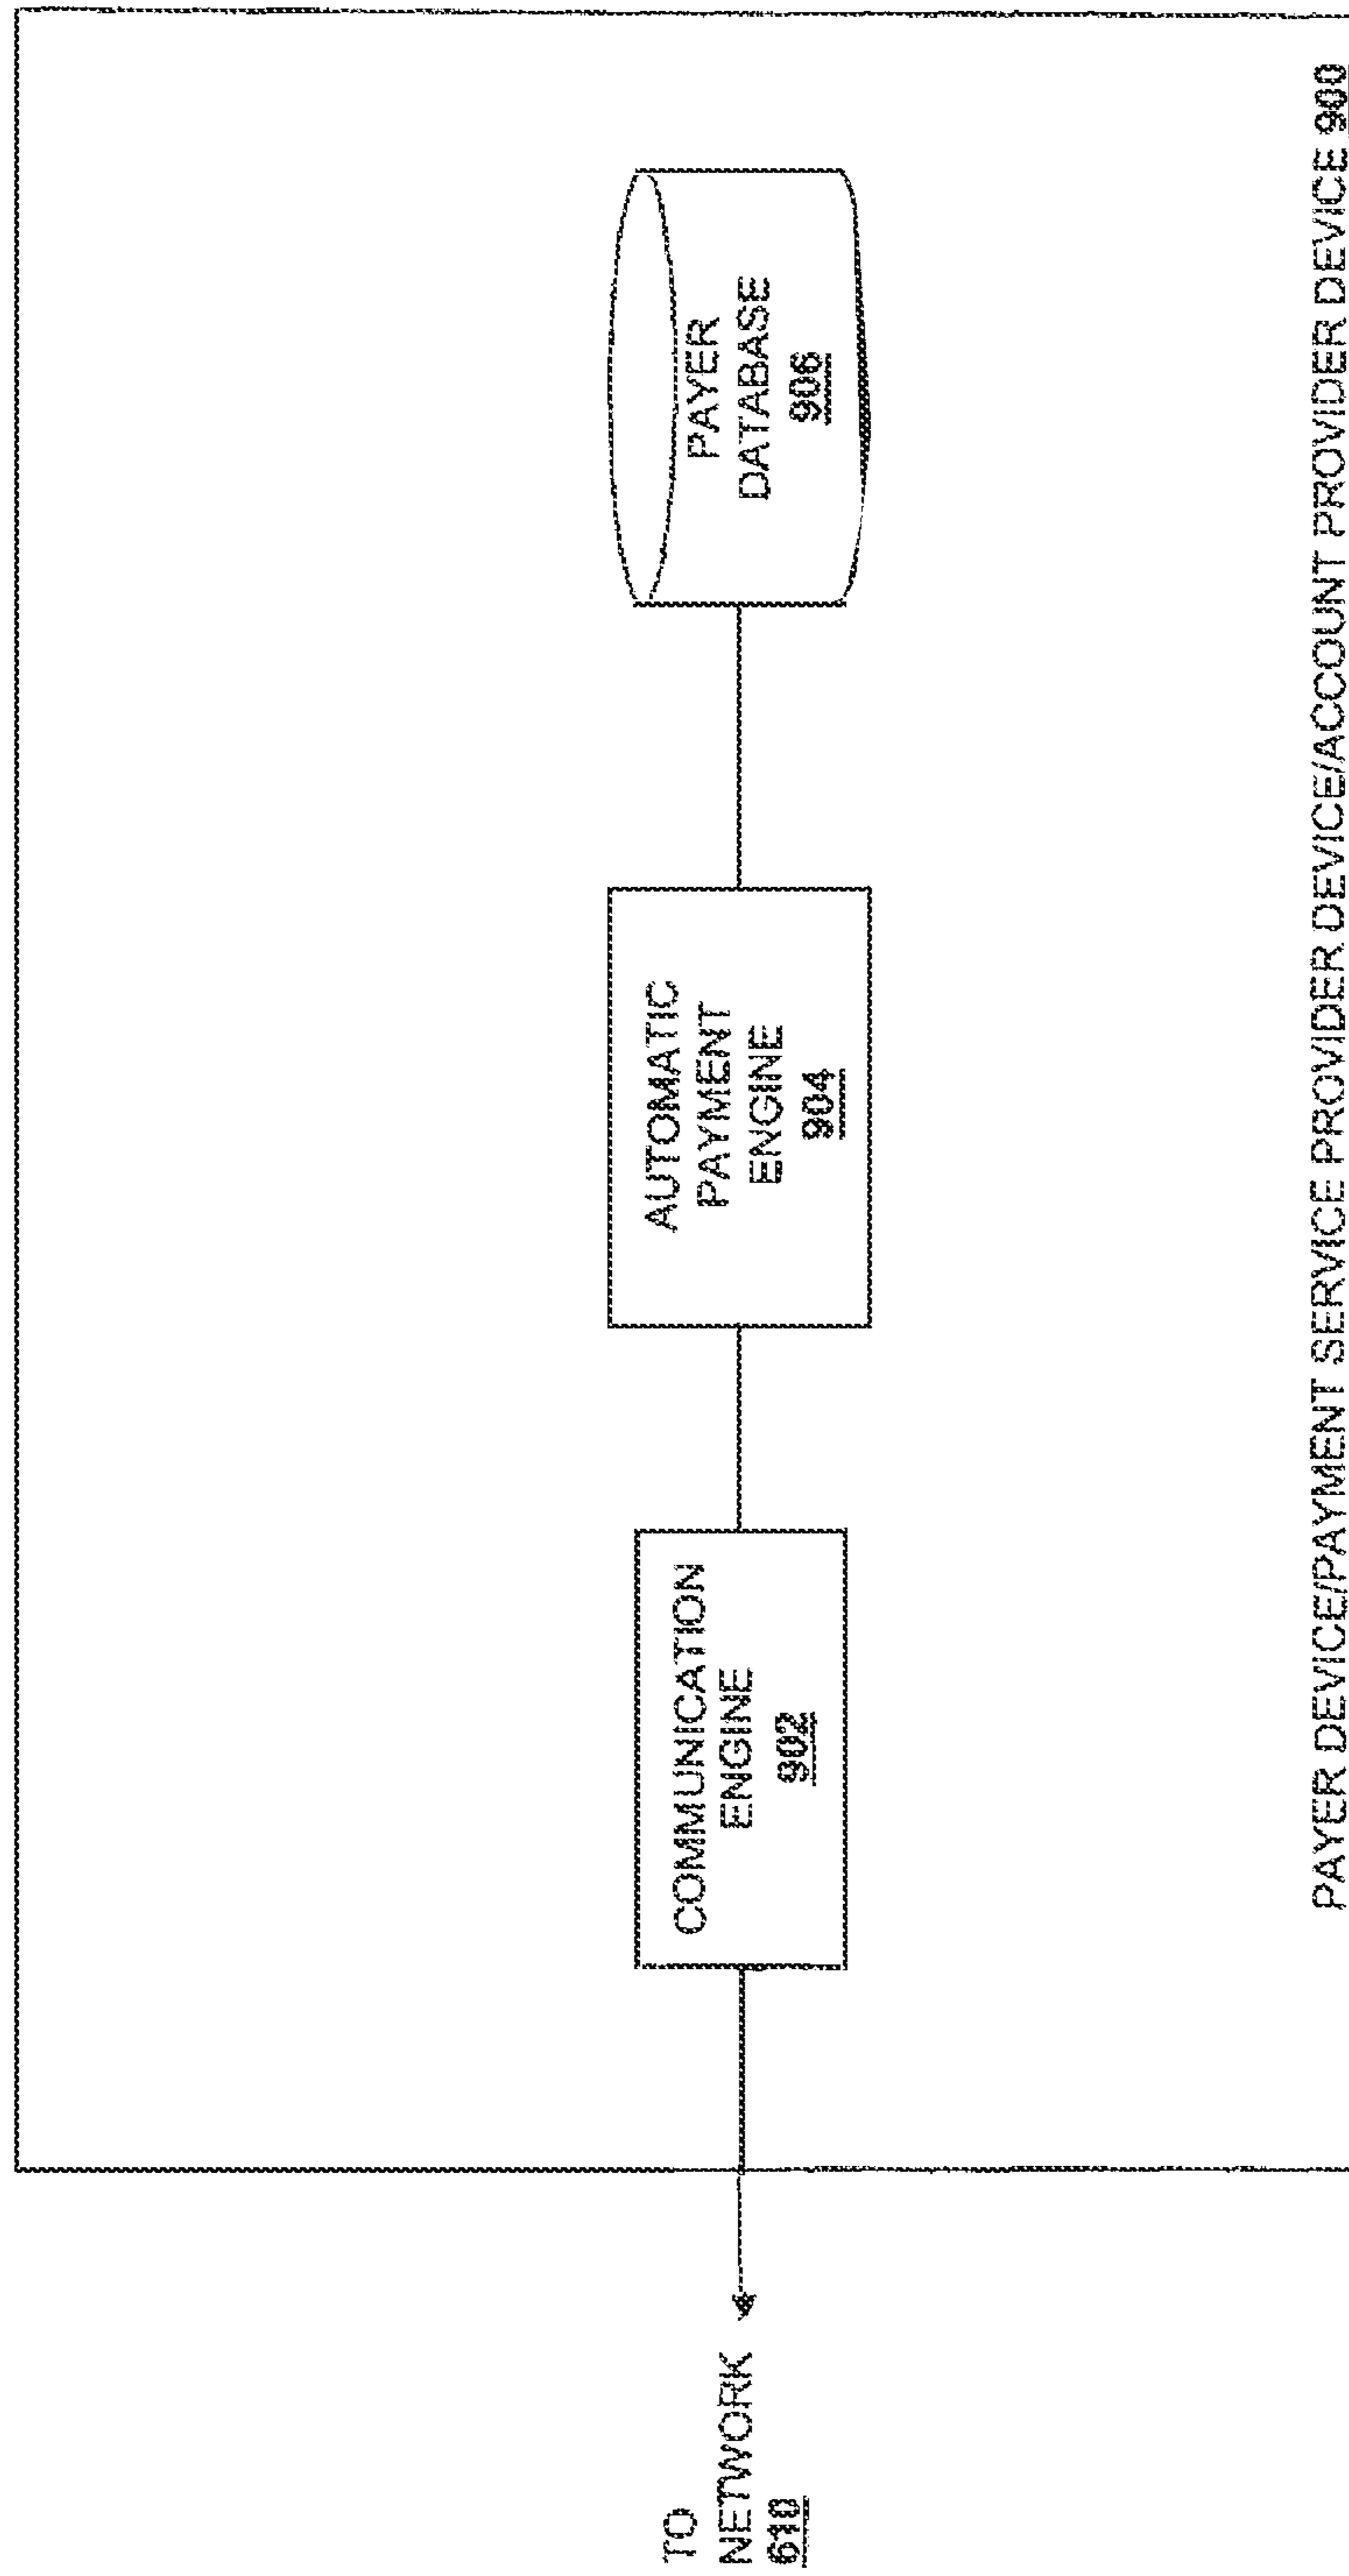 TO
NETWORK
610
COMMUNICATION
ENGINE
902
AUTOMATIC
PAYMENT
ENGINE
904
PAYER
DATABASE
906
PAYER DEVICE/PAYMENT SERVICE PROVIDER DEVICE/ACCOUNT PROVIDER DEVICE 900